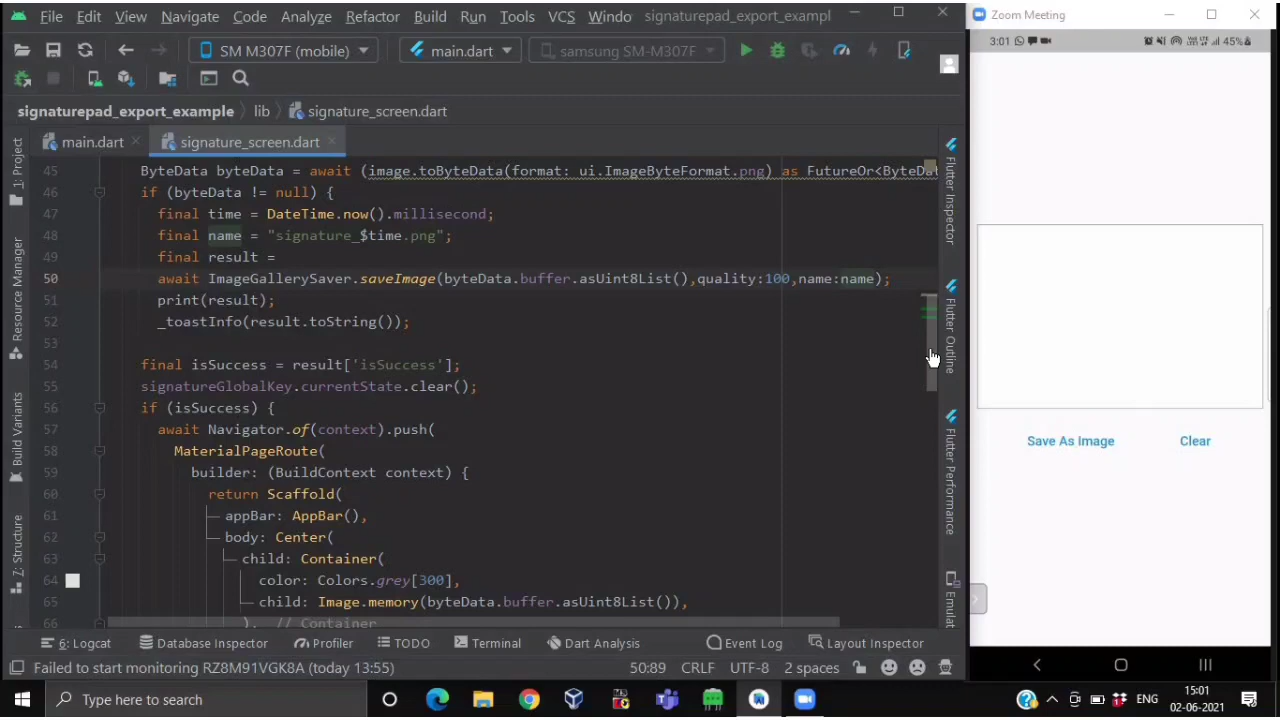 File Edit View Navigate Code Analyze Refactor Build Run Tools VCS Windo signaturepad_export_exampl
Zoom Meeting
SM M307F (mobile) main.dart samsung SM-M307F
3:01 45%
signaturepad_export_example lib signature_screen.dart
main.dart signature_screen.dart
45 ByteData byteData = await (image.toByteData(format: ui.ImageByteFormat.png) as FutureOr<ByteDat
46 if (byteData != null) {
47 final time = DateTime.now().millisecond;
48 final name = "signature_$time.png";
49 final result =
50 await ImageGallerySaver.saveImage(byteData.buffer.asUint8List(),quality:100,name:name);
51 print(result);
52 _toastInfo(result.toString());
53
54 final isSuccess = result['isSuccess'];
55 signatureGlobalKey.currentState.clear();
56 if (isSuccess) {
57 await Navigator.of(context).push(
58 MaterialPageRoute(
59 builder: (BuildContext context) {
60 return Scaffold(
61 appBar: AppBar(),
62 body: Center(
63 child: Container(
64 color: Colors.grey[300],
65 child: Image.memory(byteData.buffer.asUint8List()),
66 ), // Container
1: Project
Resource Manager
Build Variants
7: Structure
Flutter Inspector
Flutter Outline
Flutter Performance
Emulat
Save As Image Clear
6: Logcat Database Inspector Profiler TODO Terminal Dart Analysis Event Log Layout Inspector
Failed to start monitoring RZ8M91VGK8A (today 13:55) 50:89 CRLF UTF-8 2 spaces
Type here to search
ENG
15:01
02-06-2021